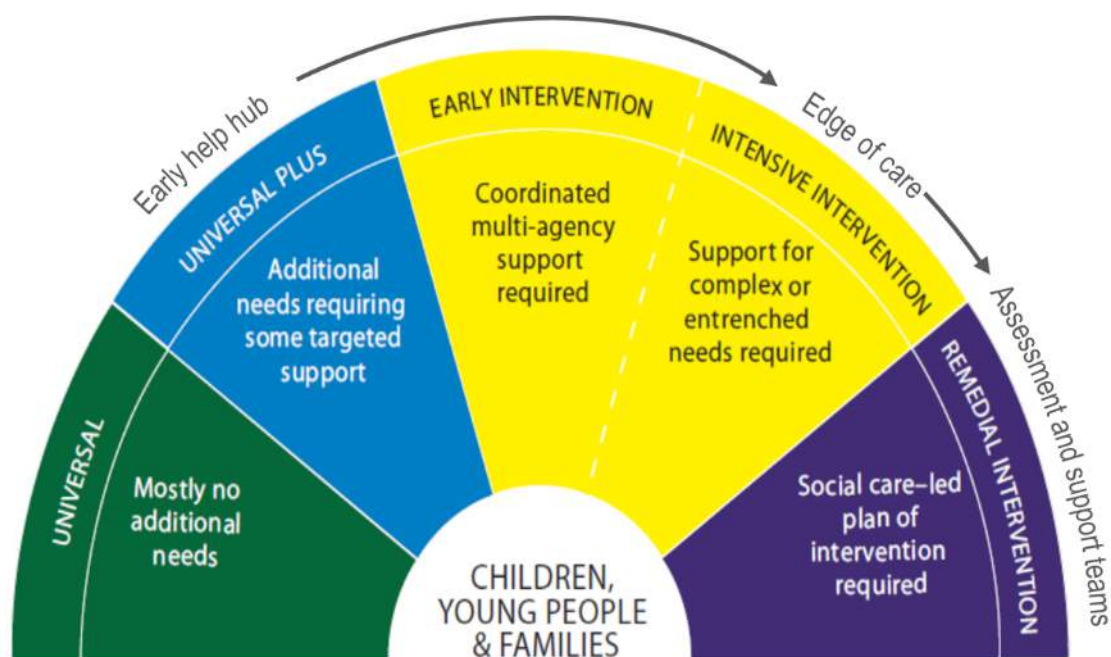 Early help hub
Edge of care
Assessment and support teams
UNIVERSAL
Mostly no
additional
needs
UNIVERSAL PLUS
Additional
needs requiring
some targeted
support
EARLY INTERVENTION
Coordinated
multi-agency
support
required
INTENSIVE INTERVENTION
Support for
complex or
entrenched
needs required
REMEDIAL INTERVENTION
Social care–led
plan of
intervention
required
CHILDREN,
YOUNG PEOPLE
& FAMILIES